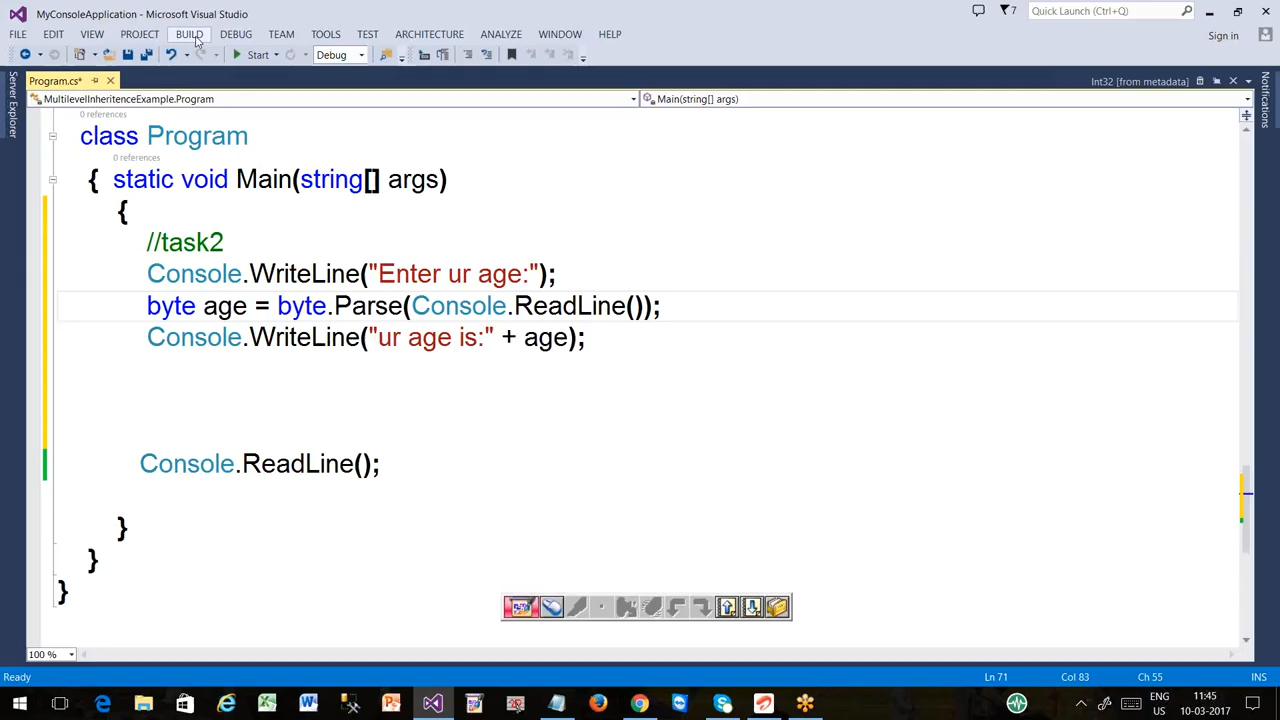 MyConsoleApplication - Microsoft Visual Studio
7
Quick Launch (Ctrl+Q)
FILE EDIT VIEW PROJECT BUILD DEBUG TEAM TOOLS TEST ARCHITECTURE ANALYZE WINDOW HELP
Sign in
Start Debug
Program.cs*
Int32 [from metadata]
MultilevelInheritenceExample.Program
Main(string[] args)
Server Explorer
Notifications
0 references
class Program
0 references
{ static void Main(string[] args)
{
//task2
Console.WriteLine("Enter ur age:");
byte age = byte.Parse(Console.ReadLine());
Console.WriteLine("ur age is:" + age);
Console.ReadLine();
}
}
}
100 %
Ready
Ln 71 Col 83 Ch 55 INS
ENG
US
11:45
10-03-2017